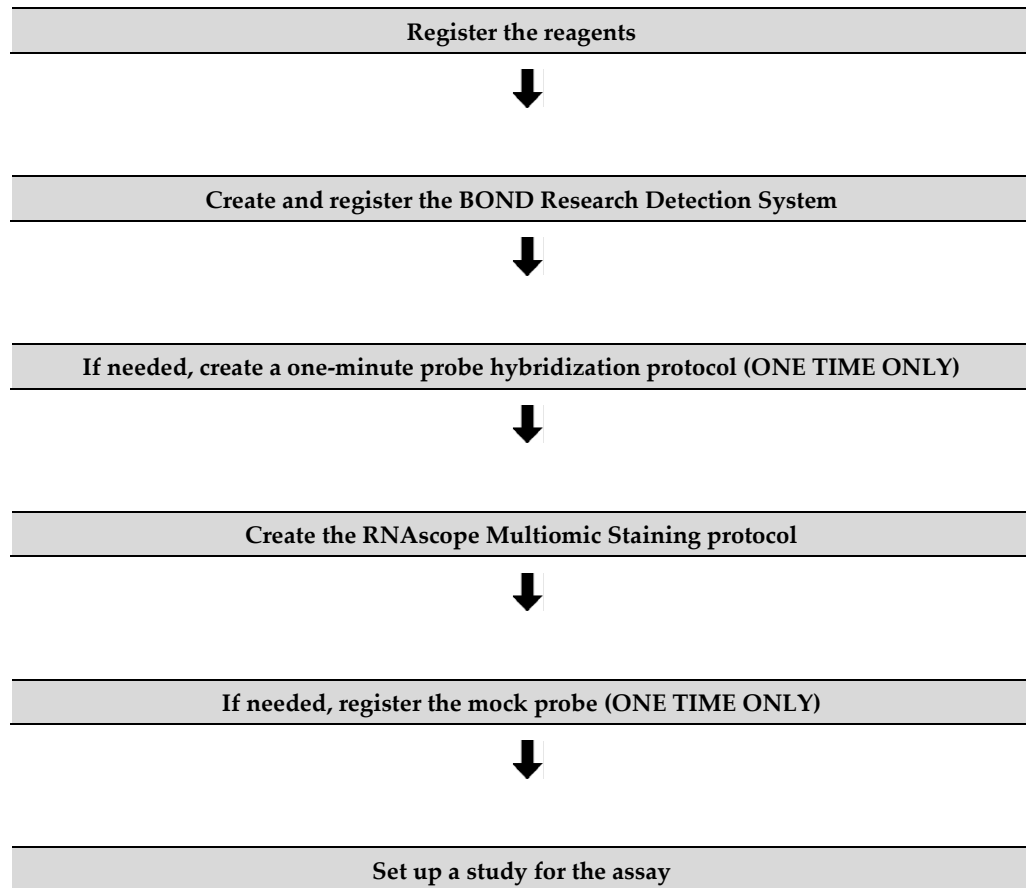 Register the reagents
Create and register the BOND Research Detection System
If needed, create a one-minute probe hybridization protocol (ONE TIME ONLY)
Create the RNAscope Multiomic Staining protocol
If needed, register the mock probe (ONE TIME ONLY)
Set up a study for the assay